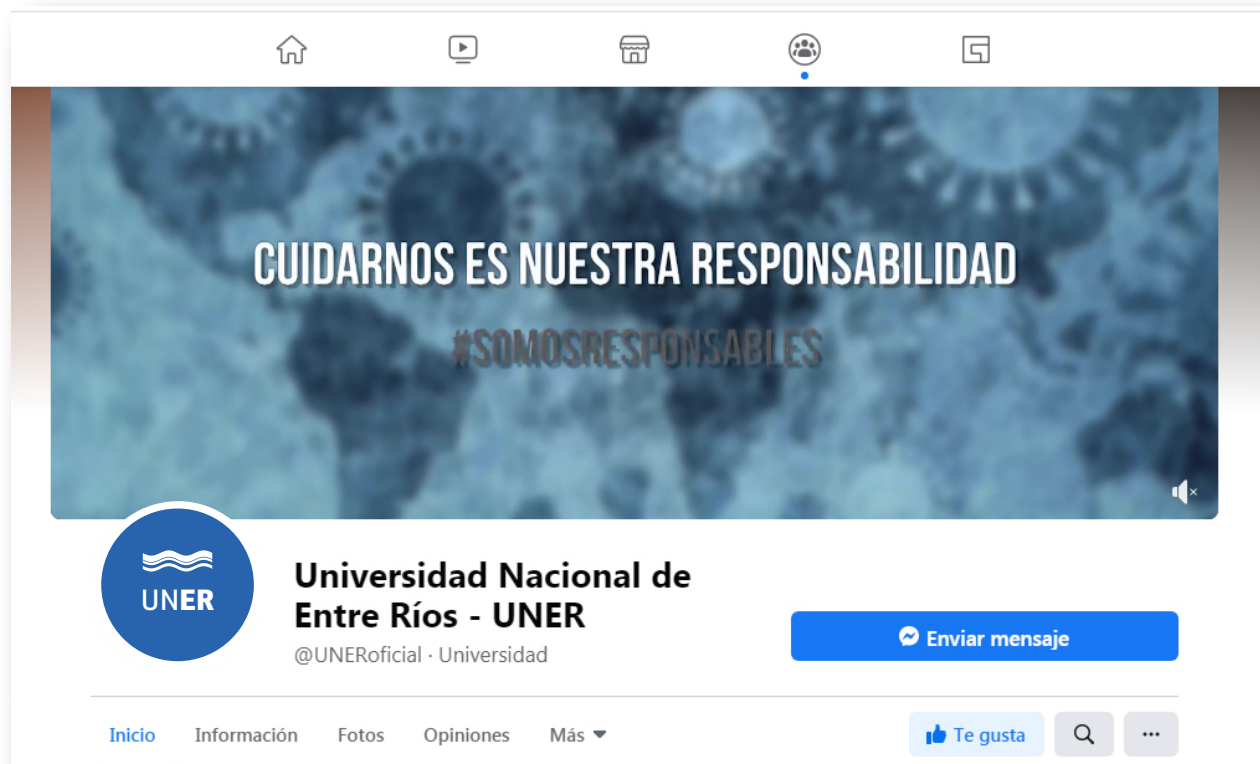 CUIDARNOS ES NUESTRA RESPONSABILIDAD
#SOMOSRESPONSABLES
UNER
Universidad Nacional de
Entre Ríos - UNER
@UNERoficial · Universidad
Enviar mensaje
Inicio Información Fotos Opiniones Más
Te gusta